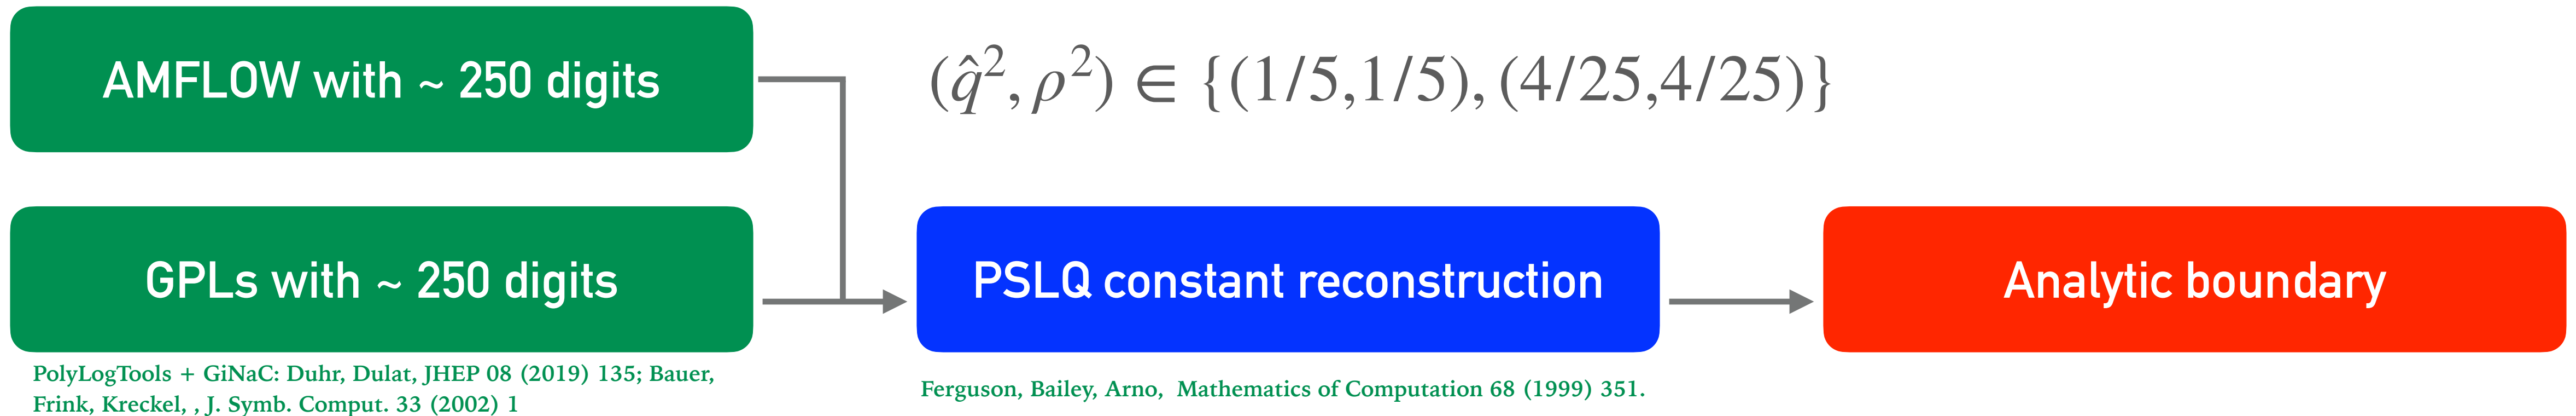 AMFLOW with ~ 250 digits
(q̂², ρ²) ∈ {(1/5,1/5), (4/25,4/25)}
GPLs with ~ 250 digits
PSLQ constant reconstruction
Analytic boundary
PolyLogTools + GiNaC: Duhr, Dulat, JHEP 08 (2019) 135; Bauer,
Frink, Kreckel, , J. Symb. Comput. 33 (2002) 1
Ferguson, Bailey, Arno, Mathematics of Computation 68 (1999) 351.